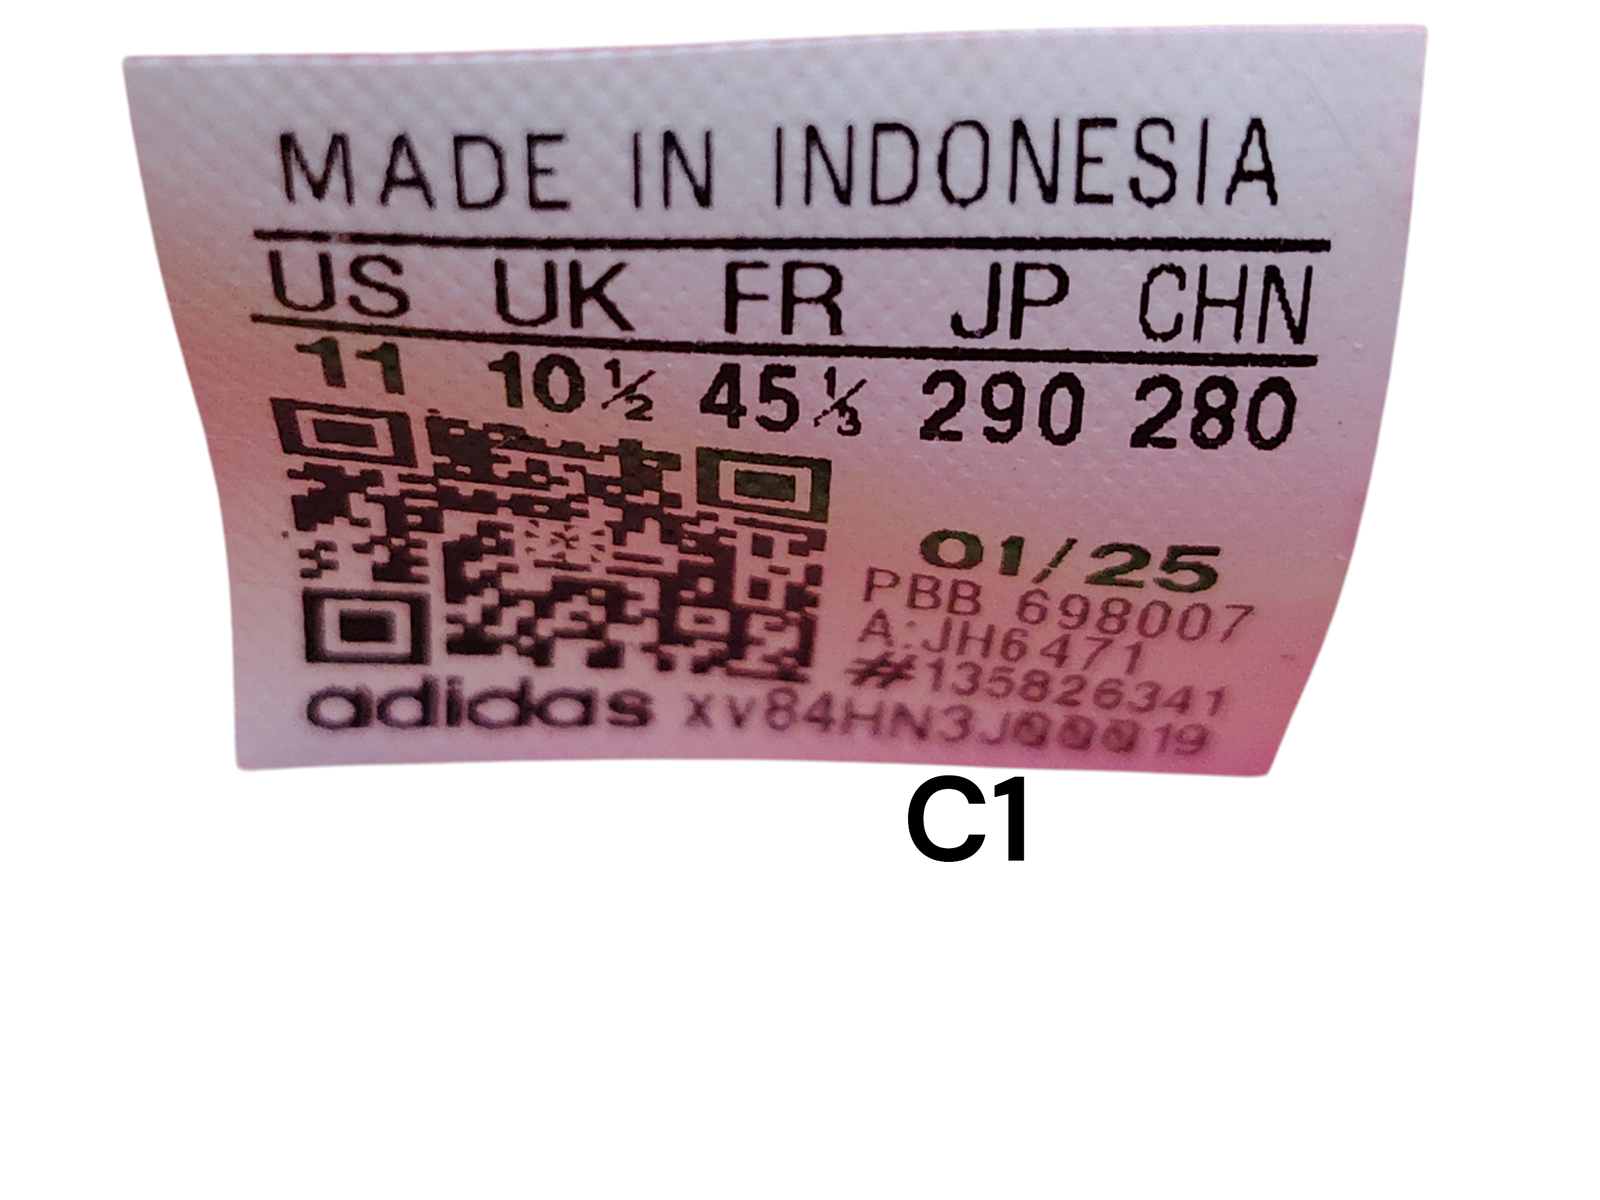 MADE IN INDONESIA
US UK FR JP CHN
11 10½ 45⅓ 290 280
01/25
PBB 698007
A:JH6471
#135826341
adidas xv84HN3J00019
C1